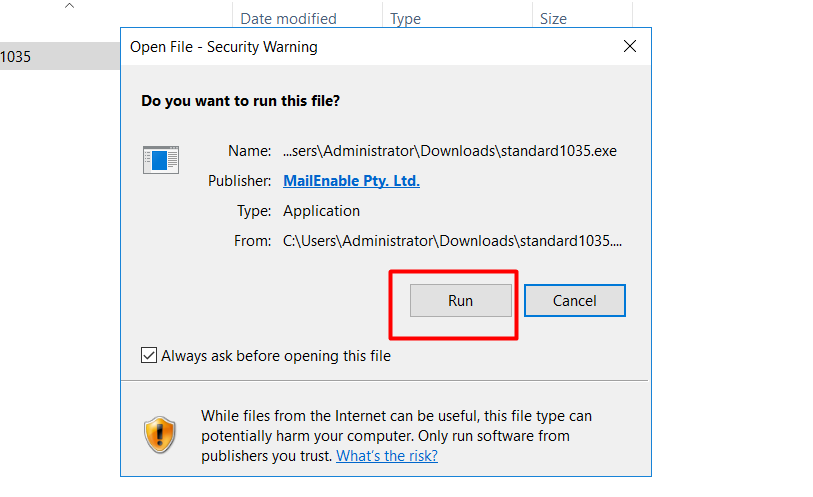 Date modified Type Size
1035
Open File - Security Warning
Do you want to run this file?
Name: ...sers\Administrator\Downloads\standard1035.exe
Publisher: MailEnable Pty. Ltd.
Type: Application
From: C:\Users\Administrator\Downloads\standard1035....
Run Cancel
Always ask before opening this file
While files from the Internet can be useful, this file type can
potentially harm your computer. Only run software from
publishers you trust. What's the risk?